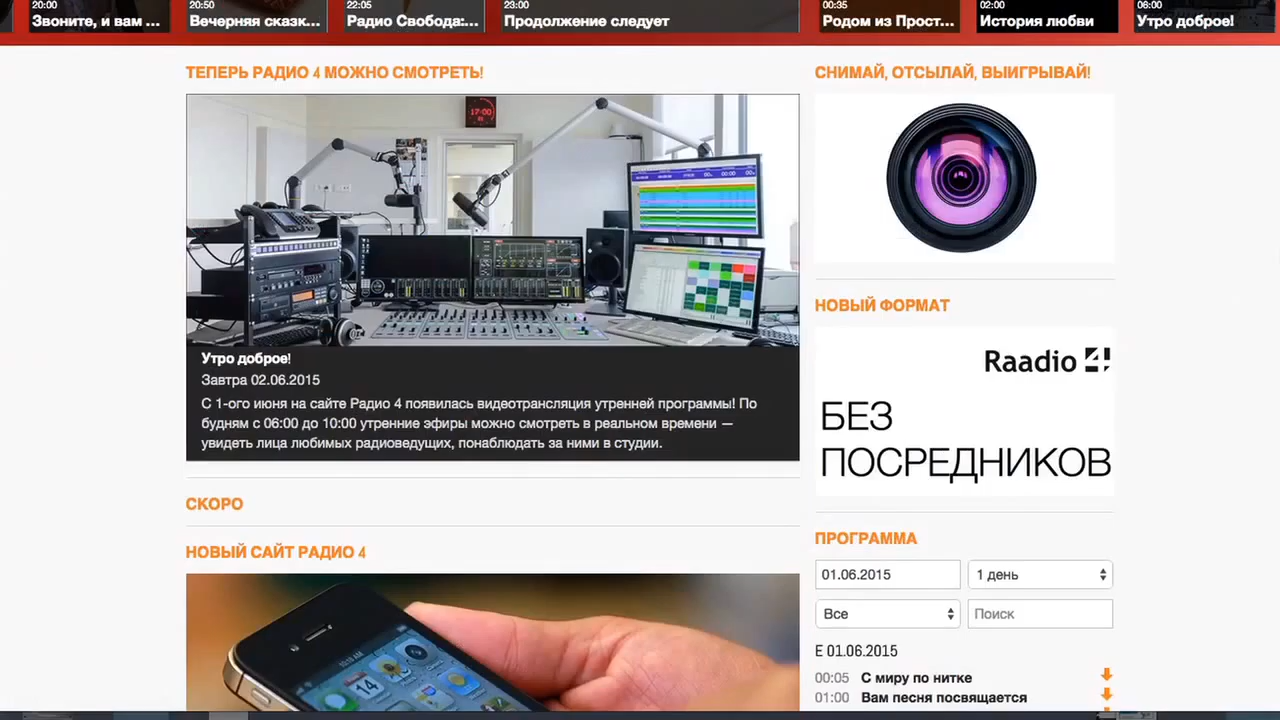 20:00
Звоните, и вам ...
20:50
Вечерняя сказк...
22:05
Радио Свобода:...
23:00
Продолжение следует
00:35
Родом из Прост...
02:00
История любви
06:00
Утро доброе!
ТЕПЕРЬ РАДИО 4 МОЖНО СМОТРЕТЬ!
17:00
Утро доброе!
Завтра 02.06.2015
С 1-ого июня на сайте Радио 4 появилась видеотрансляция утренней программы! По
будням с 06:00 до 10:00 утренние эфиры можно смотреть в реальном времени —
увидеть лица любимых радиоведущих, понаблюдать за ними в студии.
СКОРО
НОВЫЙ САЙТ РАДИО 4
14
СНИМАЙ, ОТСЫЛАЙ, ВЫИГРЫВАЙ!
НОВЫЙ ФОРМАТ
Raadio 4
БЕЗ
ПОСРЕДНИКОВ
ПРОГРАММА
01.06.2015
1 день
Все
Поиск
E 01.06.2015
00:05 С миру по нитке
01:00 Вам песня посвящается